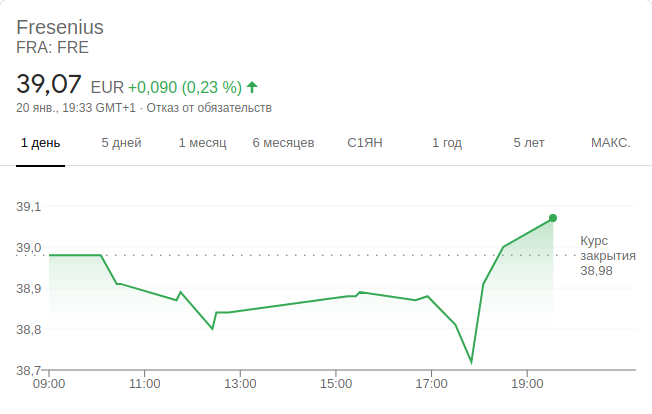 Fresenius
FRA: FRE
39,07 EUR +0,090 (0,23 %)
20 янв., 19:33 GMT+1 · Отказ от обязательств
1 день 5 дней 1 месяц 6 месяцев С1ЯН 1 год 5 лет МАКС.
39,1
39,0
38,9
38,8
38,7
Курс
закрытия
38,98
09:00 11:00 13:00 15:00 17:00 19:00